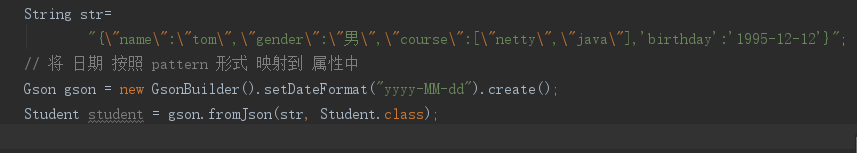 String str=
"{\"name\":\"tom\",\"gender\":\"男\",\"course\":[\"netty\",\"java\"],'birthday':'1995-12-12'}";
// 将 日期 按照 pattern 形式 映射到 属性中
Gson gson = new GsonBuilder().setDateFormat("yyyy-MM-dd").create();
Student student = gson.fromJson(str, Student.class);